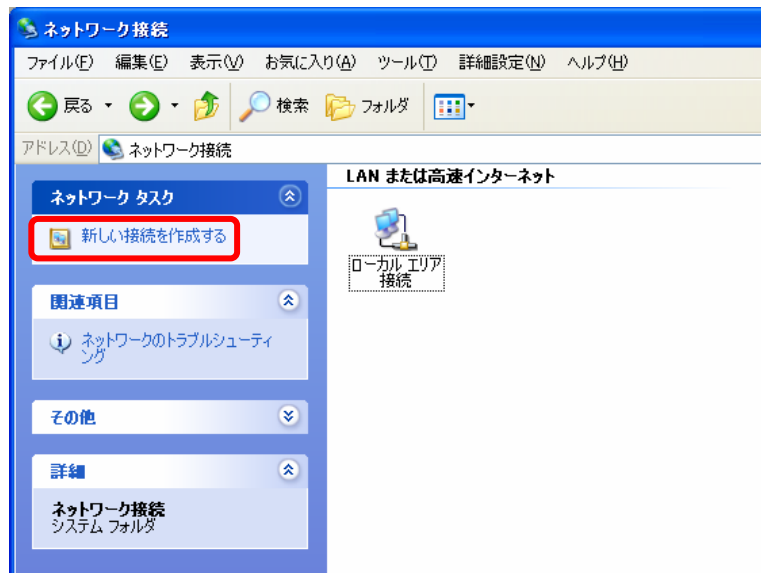 ネットワーク接続
ファイル(F) 編集(E) 表示(V) お気に入り(A) ツール(T) 詳細設定(N) ヘルプ(H)
戻る 検索 フォルダ
アドレス(D) ネットワーク接続
ネットワーク タスク
新しい接続を作成する
関連項目
ネットワークのトラブルシューティ
ング
その他
詳細
ネットワーク接続
システム フォルダ
LAN または高速インターネット
ローカル エリア
接続